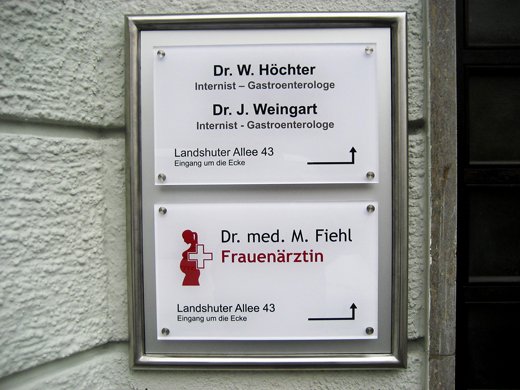 Dr. W. Höchter
Internist – Gastroenterologe
Dr. J. Weingart
Internist - Gastroenterologe
Landshuter Allee 43
Eingang um die Ecke
Dr. med. M. Fiehl
Frauenärztin
Landshuter Allee 43
Eingang um die Ecke